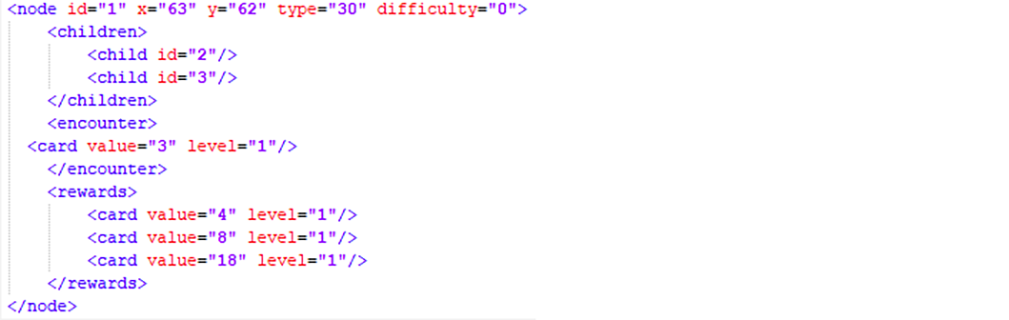 <node id="1" x="63" y="62" type="30" difficulty="0">
<children>
<child id="2"/>
<child id="3"/>
</children>
<encounter>
<card value="3" level="1"/>
</encounter>
<rewards>
<card value="4" level="1"/>
<card value="8" level="1"/>
<card value="18" level="1"/>
</rewards>
</node>